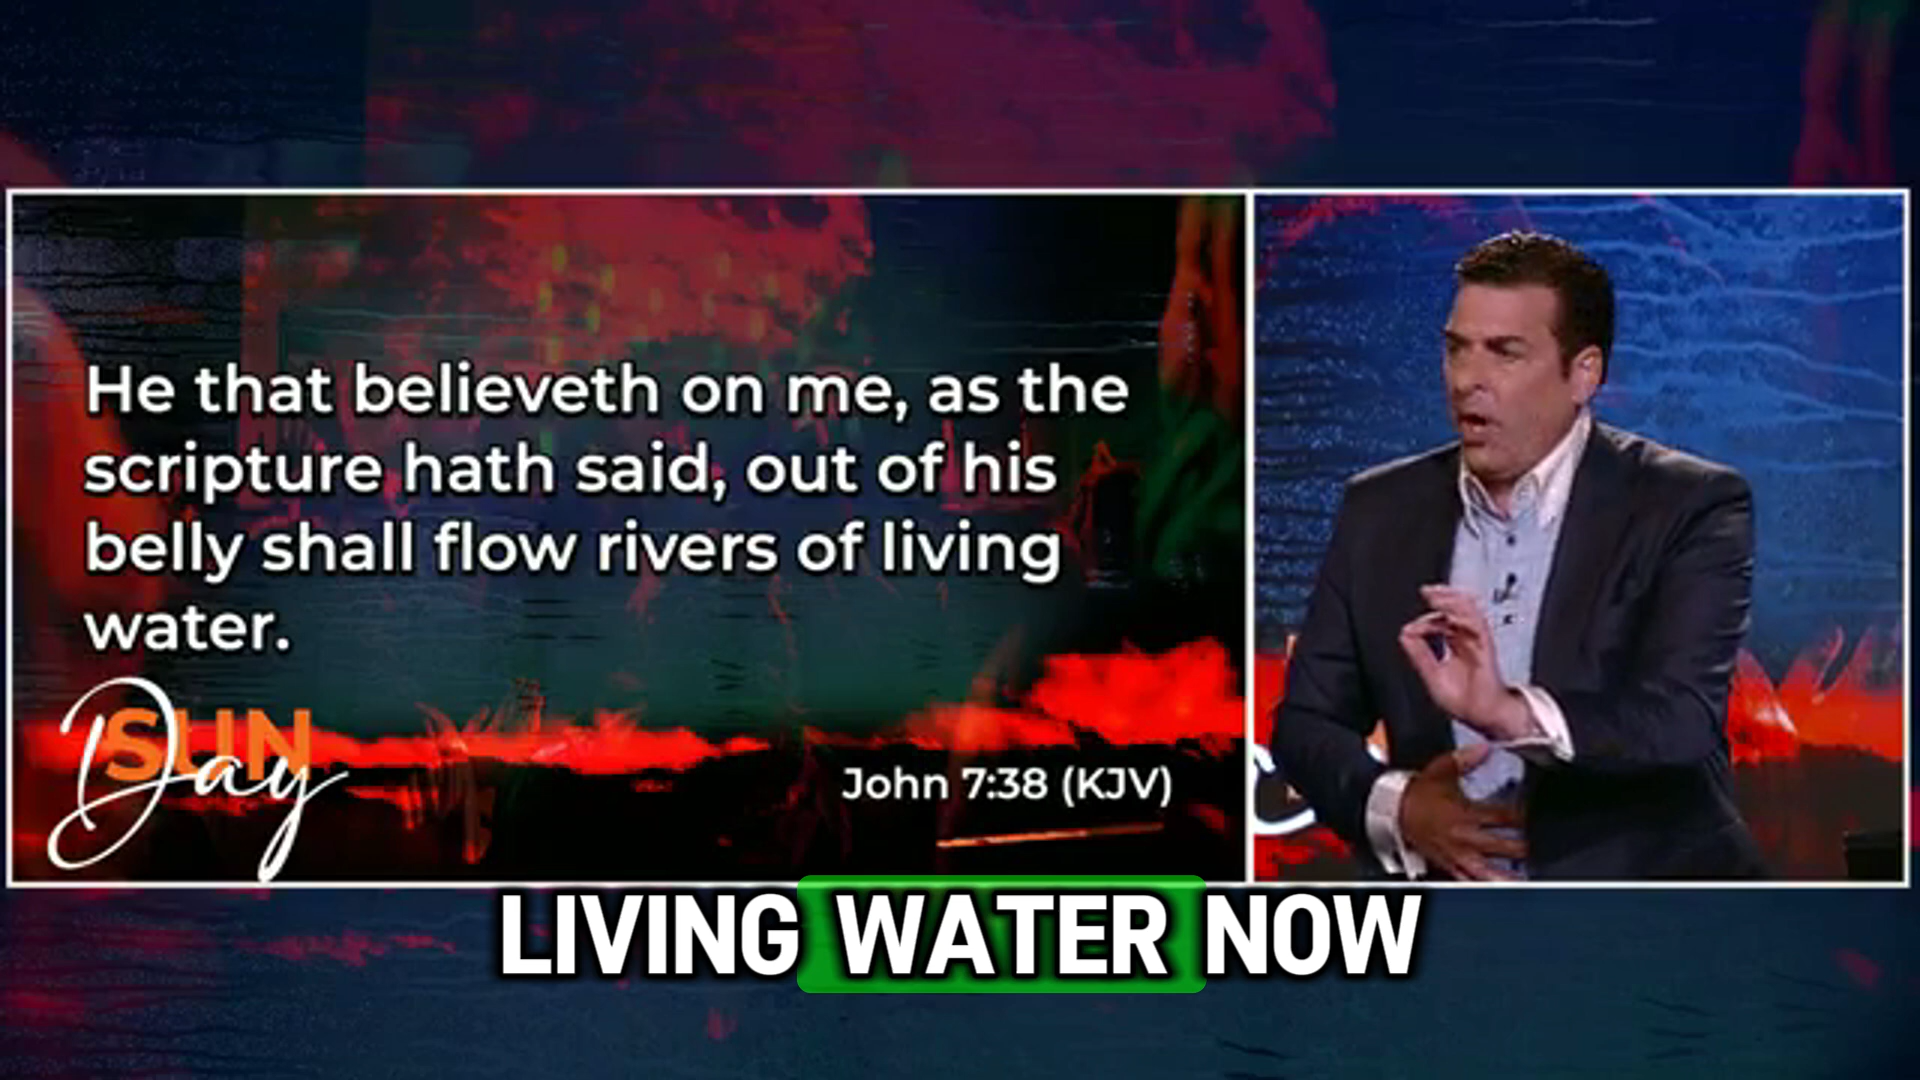 He that believeth on me, as the
scripture hath said, out of his
belly shall flow rivers of living
water.
SUN
Day
John 7:38 (KJV)
LIVING WATER NOW